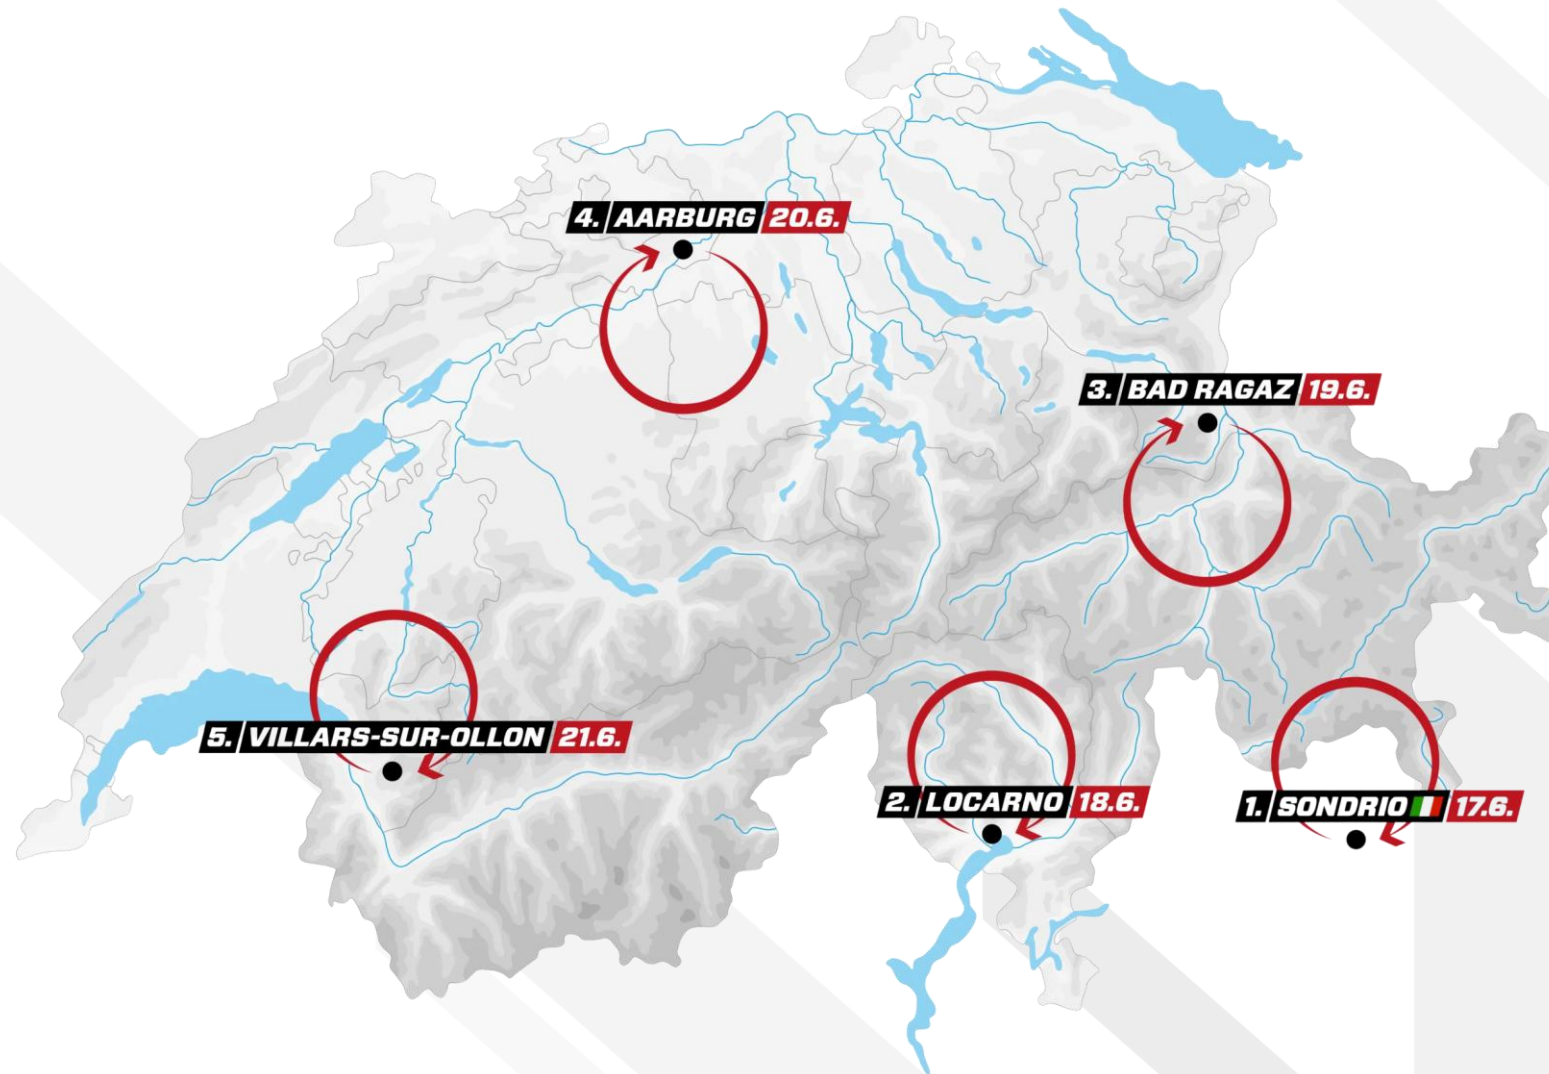 4. AARBURG 20.6.
3. BAD RAGAZ 19.6.
5. VILLARS-SUR-OLLON 21.6.
2. LOCARNO 18.6.
1. SONDRIO 17.6.